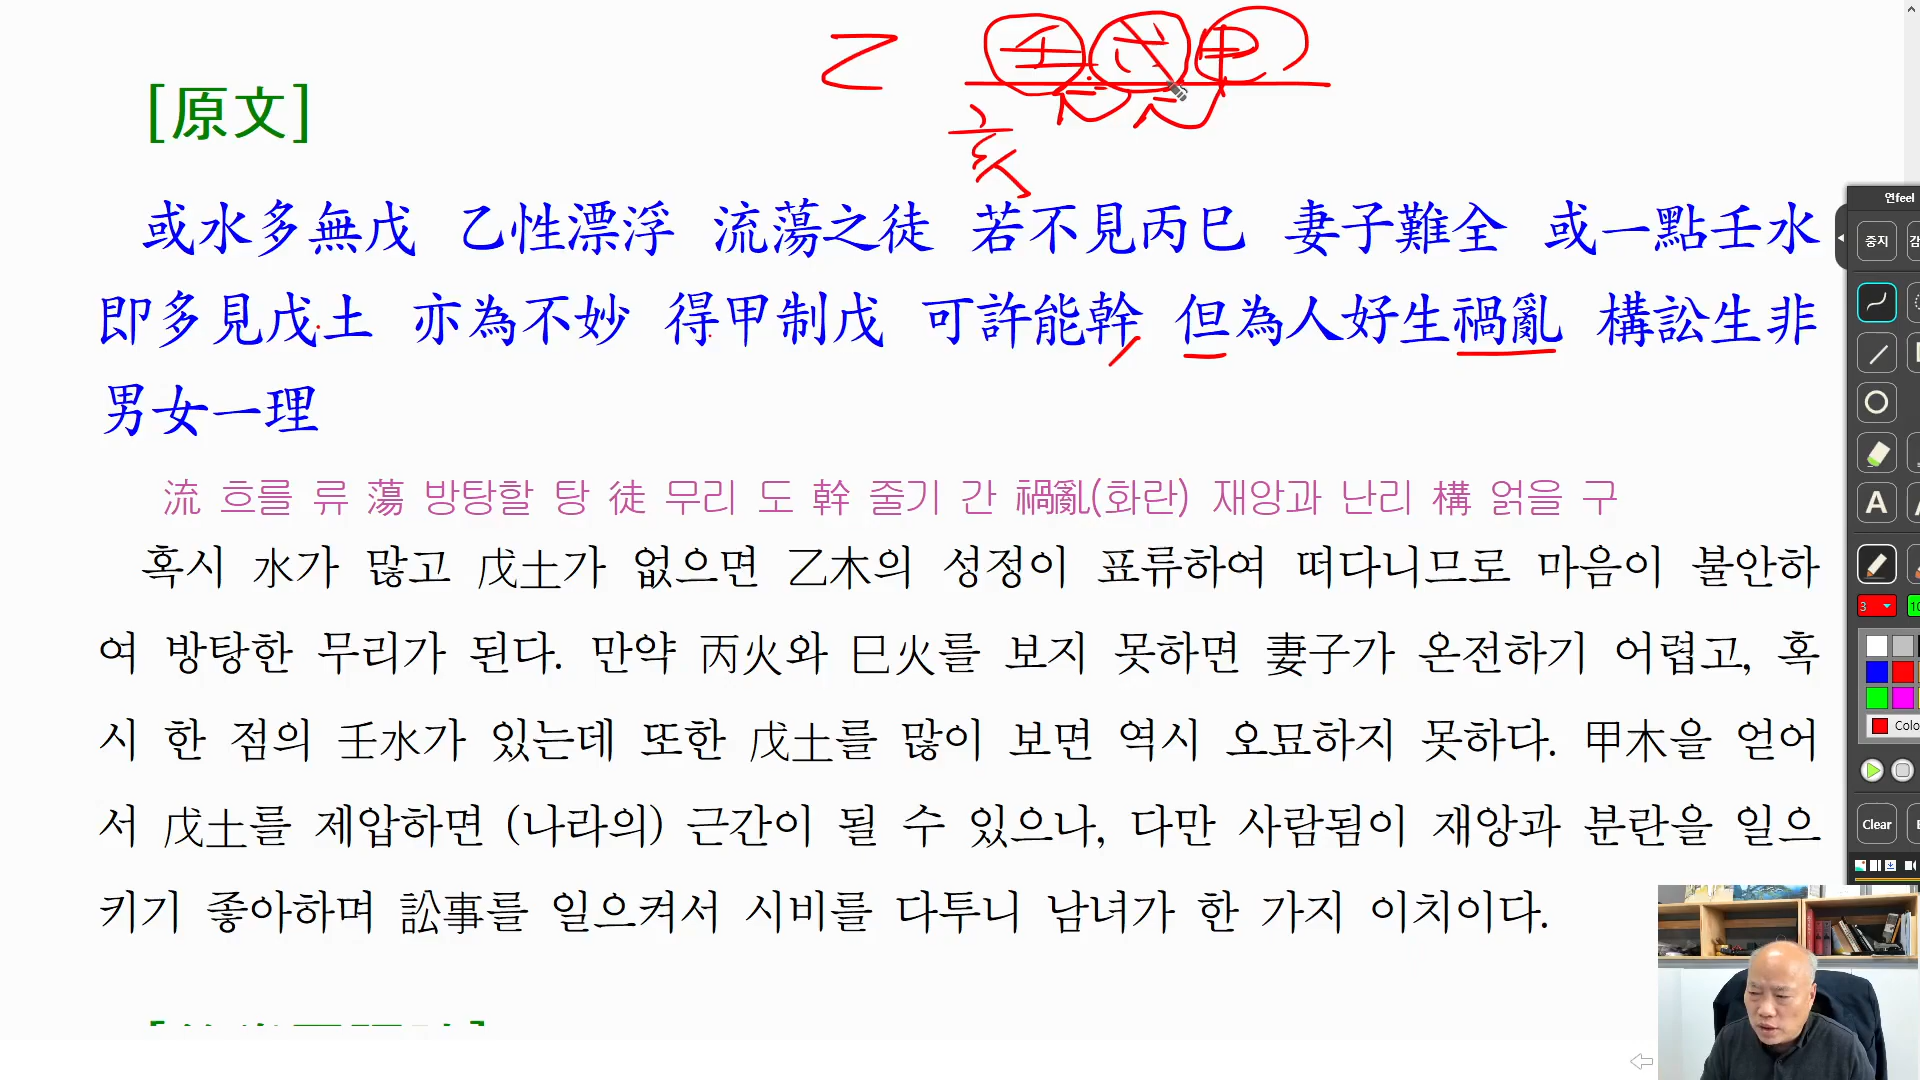 乙 壬 戊 甲
亥
[原文]
或水多無戊 乙性漂浮 流蕩之徒 若不見丙巳 妻子難全 或一點壬水
即多見戊土 亦為不妙 得甲制戊 可許能幹 但為人好生禍亂 構訟生非
男女一理
流 흐를 류 蕩 방탕할 탕 徒 무리 도 幹 줄기 간 禍亂(화란) 재앙과 난리 構 얽을 구
혹시 水가 많고 戊土가 없으면 乙木의 성정이 표류하여 떠다니므로 마음이 불안하
여 방탕한 무리가 된다. 만약 丙火와 巳火를 보지 못하면 妻子가 온전하기 어렵고, 혹
시 한 점의 壬水가 있는데 또한 戊土를 많이 보면 역시 오묘하지 못하다. 甲木을 얻어
서 戊土를 제압하면 (나라의) 근간이 될 수 있으나, 다만 사람됨이 재앙과 분란을 일으
키기 좋아하며 訟事를 일으켜서 시비를 다투니 남녀가 한 가지 이치이다.
연feel
중지
A
3
10
Colo
Clear